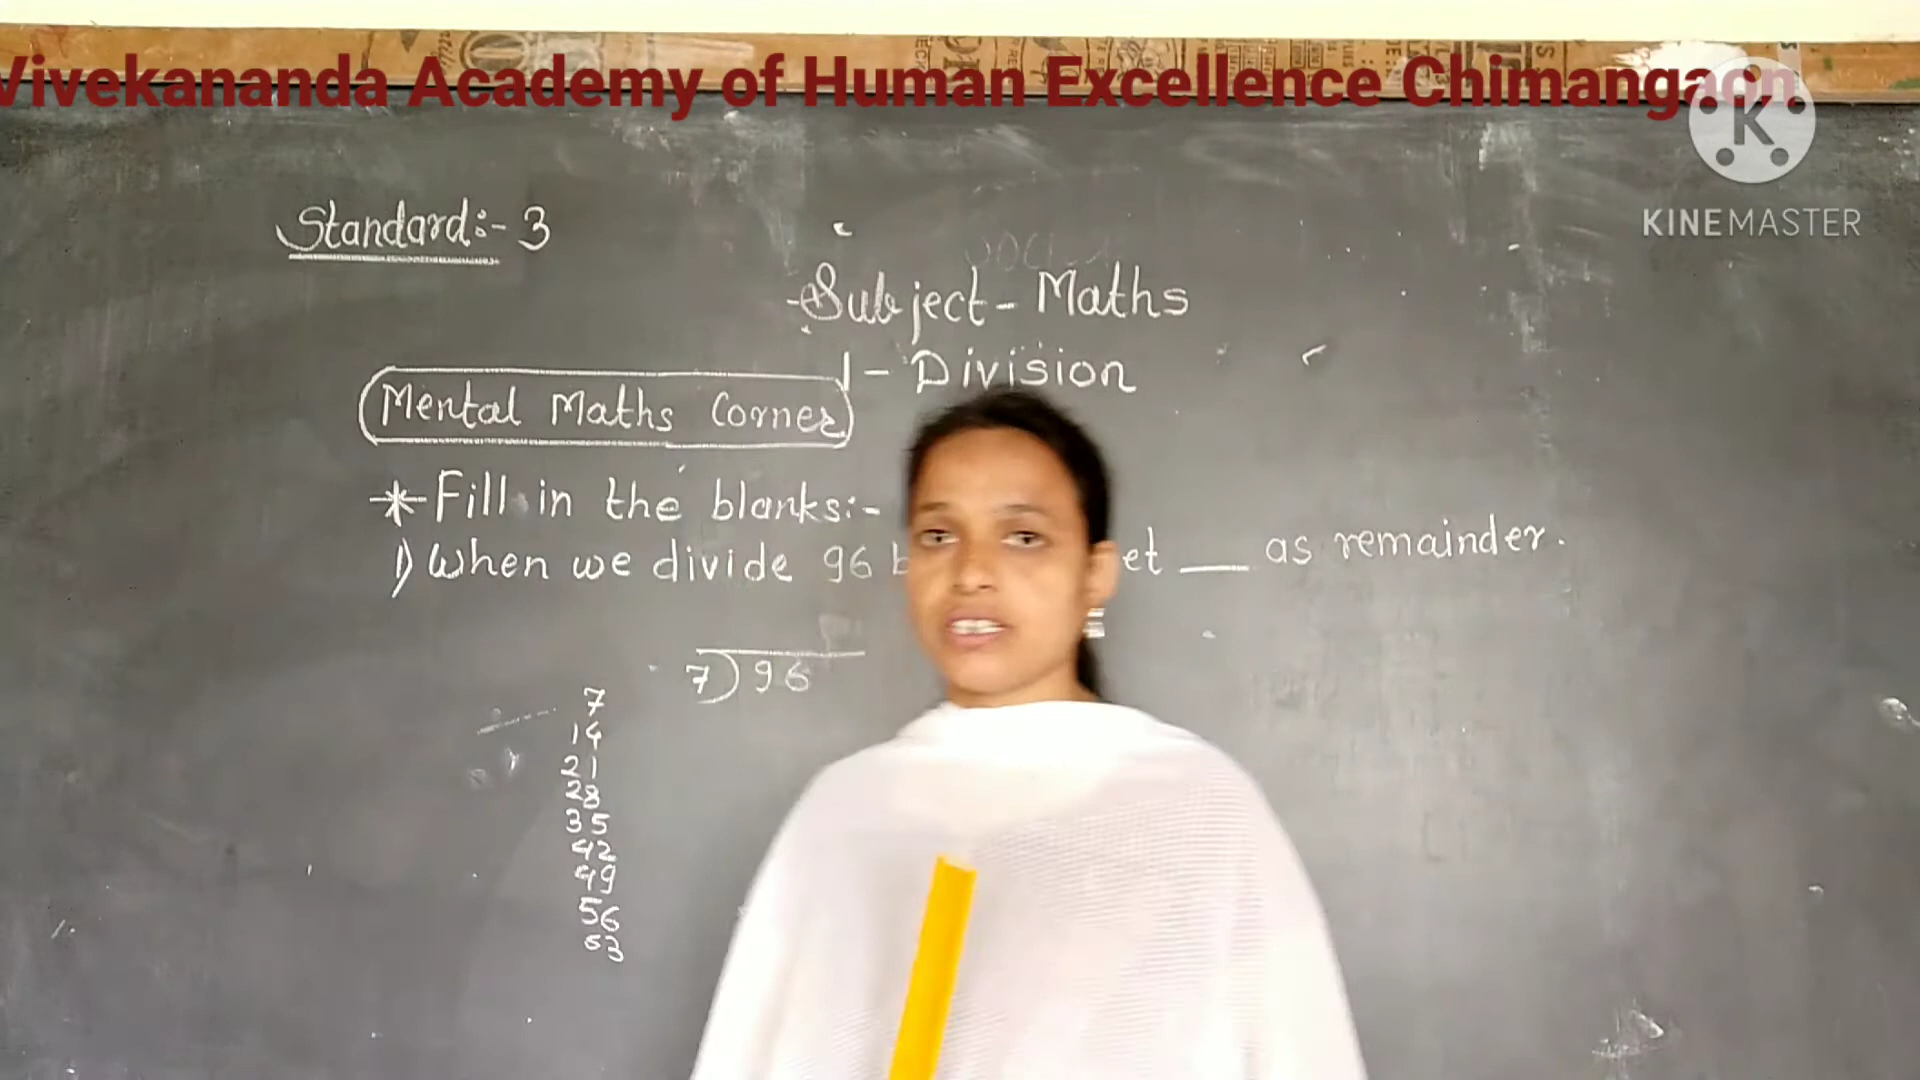 Vivekananda Academy of Human Excellence Chimangaon
K
KINEMASTER
Standard:- 3
Subject - Maths
1 - Division
Mental Maths Corner
* Fill in the blanks:-
1) When we divide 96 b et ___ as remainder.
7)96
7
14
21
28
35
42
49
56
63